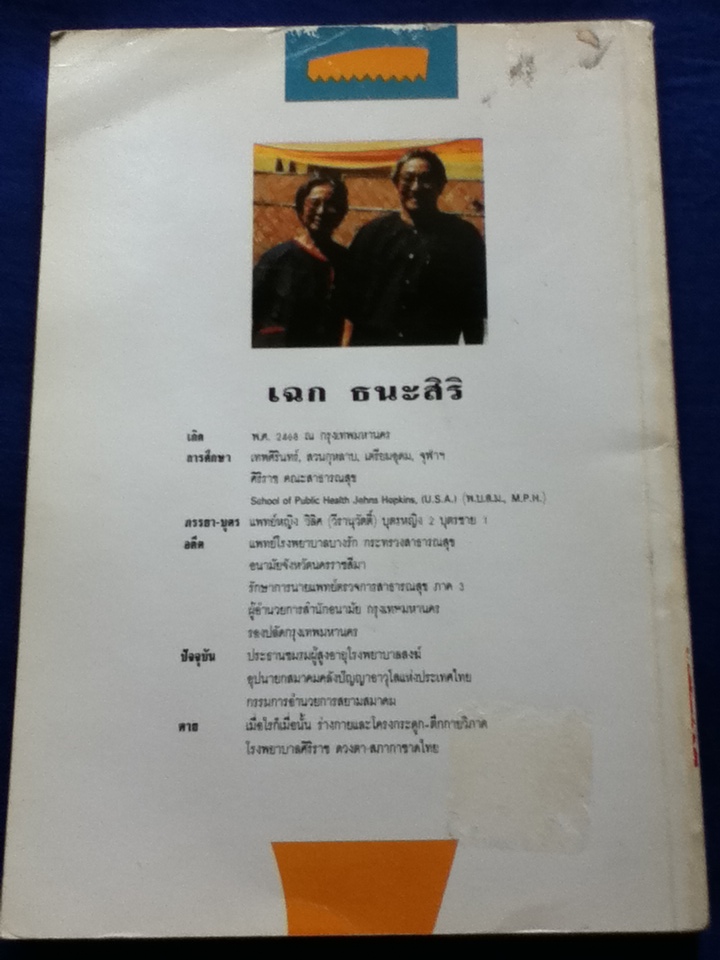 เฉก ธนะสิริ
เกิด พ.ศ. 2468 ณ กรุงเทพมหานคร
การศึกษา เทพศิรินทร์, สวนกุหลาบ, เตรียมอุดม, จุฬาฯ
ศิริราช คณะสาธารณสุข
School of Public Health Johns Hopkins, (U.S.A.) (พ.บ.ส.ม., M.P.H.)
ภรรยา-บุตร แพทย์หญิง วิลิศ (วีรานุวัตติ์) บุตรหญิง 2 บุตรชาย 1
อดีต แพทย์โรงพยาบาลบางรัก กระทรวงสาธารณสุข
อนามัยจังหวัดนครราชสีมา
รักษาการนายแพทย์ตรวจการสาธารณสุข ภาค 3
ผู้อำนวยการสำนักอนามัย กรุงเทพมหานคร
รองปลัดกรุงเทพมหานคร
ปัจจุบัน ประธานชมรมผู้สูงอายุโรงพยาบาลสงฆ์
อุปนายกสมาคมคลังปัญญาอาวุโสแห่งประเทศไทย
กรรมการอำนวยการสยามสมาคม
ตาย เมื่อไรก็เมื่อนั้น ร่างกายและโครงกระดูก-ตึกกายวิภาค
โรงพยาบาลศิริราช ดวงตา-สภากาชาดไทย